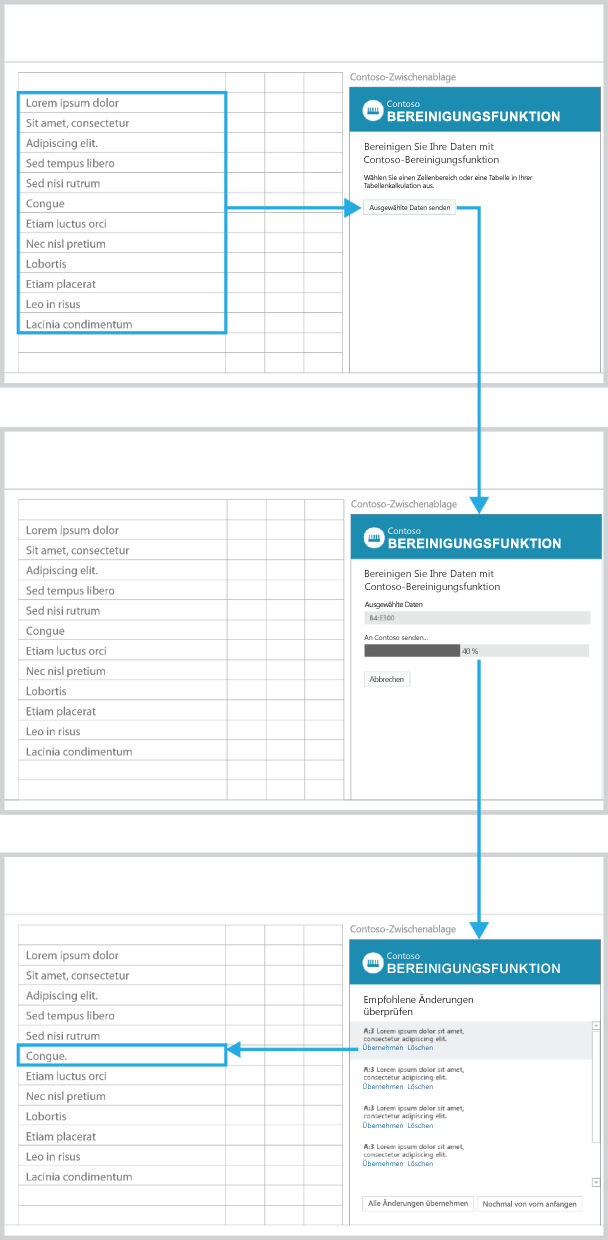 Contoso-Zwischenablage
Contoso
BEREINIGUNGSFUNKTION
Lorem ipsum dolor
Sit amet, consectetur
Adipiscing elit.
Sed tempus libero
Sed nisi rutrum
Congue
Etiam luctus orci
Nec nisl pretium
Lobortis
Etiam placerat
Leo in risus
Lacinia condimentum
Bereinigen Sie Ihre Daten mit
Contoso-Bereinigungsfunktion
Wählen Sie einen Zellenbereich oder eine Tabelle in Ihrer
Tabellenkalkulation aus.
Ausgewählte Daten senden
Contoso-Zwischenablage
Contoso
BEREINIGUNGSFUNKTION
Lorem ipsum dolor
Sit amet, consectetur
Adipiscing elit.
Sed tempus libero
Sed nisi rutrum
Congue
Etiam luctus orci
Nec nisl pretium
Lobortis
Etiam placerat
Leo in risus
Lacinia condimentum
Bereinigen Sie Ihre Daten mit
Contoso-Bereinigungsfunktion
Ausgewählte Daten
B4:E300
An Contoso senden...
40 %
Abbrechen
Contoso-Zwischenablage
Contoso
BEREINIGUNGSFUNKTION
Lorem ipsum dolor
Sit amet, consectetur
Adipiscing elit.
Sed tempus libero
Sed nisi rutrum
Congue.
Etiam luctus orci
Nec nisl pretium
Lobortis
Etiam placerat
Leo in risus
Lacinia condimentum
Empfohlene Änderungen
überprüfen
A:3 Lorem ipsum dolor sit amet,
consectetur adipiscing elit.
Übernehmen Löschen
A:3 Lorem ipsum dolor sit amet,
consectetur adipiscing elit.
Übernehmen Löschen
A:3 Lorem ipsum dolor sit amet,
consectetur adipiscing elit.
Übernehmen Löschen
A:3 Lorem ipsum dolor sit amet,
consectetur adipiscing elit.
Übernehmen Löschen
Alle Änderungen übernehmen
Nochmal von vorn anfangen